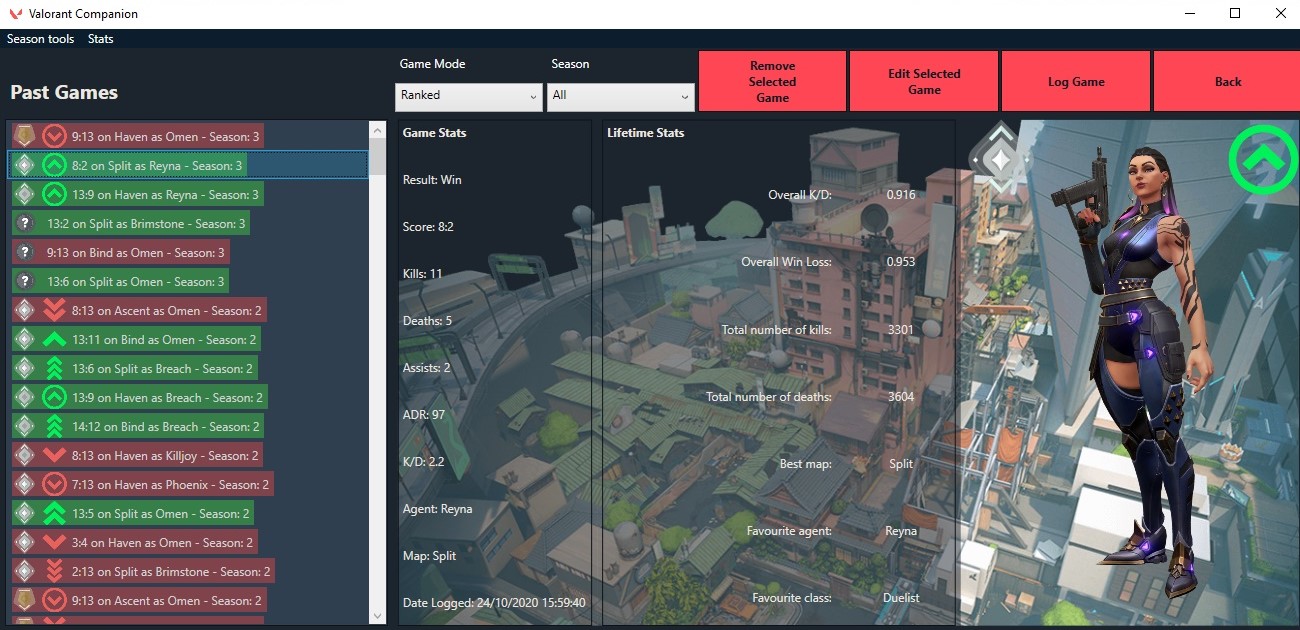 Valorant Companion
Season tools Stats
Past Games
Game Mode
Ranked
Season
All
Remove
Selected
Game
Edit Selected
Game
Log Game
Back
9:13 on Haven as Omen - Season: 3
8:2 on Split as Reyna - Season: 3
13:9 on Haven as Reyna - Season: 3
? 13:2 on Split as Brimstone - Season: 3
? 9:13 on Bind as Omen - Season: 3
? 13:6 on Split as Omen - Season: 3
8:13 on Ascent as Omen - Season: 2
13:11 on Bind as Omen - Season: 2
13:6 on Split as Breach - Season: 2
13:9 on Haven as Breach - Season: 2
14:12 on Bind as Breach - Season: 2
8:13 on Haven as Killjoy - Season: 2
7:13 on Haven as Phoenix - Season: 2
13:5 on Split as Omen - Season: 2
3:4 on Haven as Omen - Season: 2
2:13 on Split as Brimstone - Season: 2
9:13 on Ascent as Omen - Season: 2
Game Stats
Result: Win
Score: 8:2
Kills: 11
Deaths: 5
Assists: 2
ADR: 97
K/D: 2.2
Agent: Reyna
Map: Split
Date Logged: 24/10/2020 15:59:40
Lifetime Stats
Overall K/D: 0.916
Overall Win Loss: 0.953
Total number of kills: 3301
Total number of deaths: 3604
Best map: Split
Favourite agent: Reyna
Favourite class: Duelist